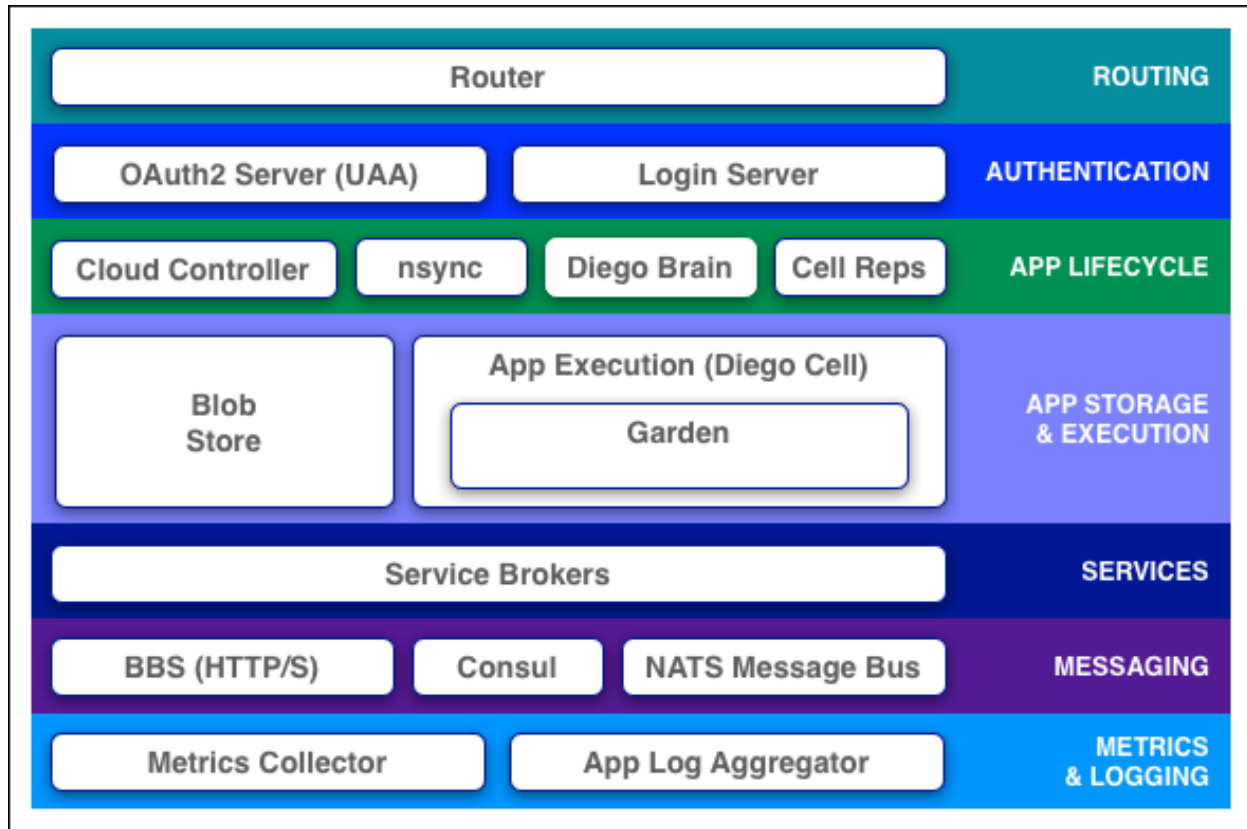 Router
ROUTING
OAuth2 Server (UAA)
Login Server
AUTHENTICATION
Cloud Controller
nsync
Diego Brain
Cell Reps
APP LIFECYCLE
Blob
Store
App Execution (Diego Cell)
Garden
APP STORAGE
& EXECUTION
Service Brokers
SERVICES
BBS (HTTP/S)
Consul
NATS Message Bus
MESSAGING
Metrics Collector
App Log Aggregator
METRICS
& LOGGING